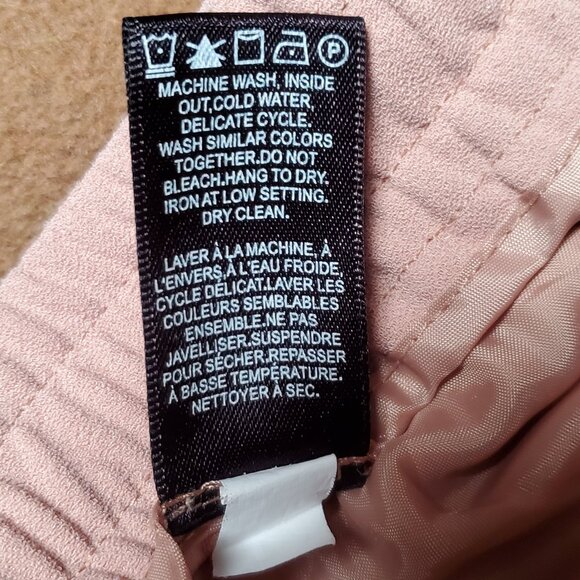 P
MACHINE WASH, INSIDE
OUT,COLD WATER,
DELICATE CYCLE.
WASH SIMILAR COLORS
TOGETHER.DO NOT
BLEACH.HANG TO DRY.
IRON AT LOW SETTING.
DRY CLEAN.
LAVER À LA MACHINE, À
L'ENVERS,À L'EAU FROIDE,
CYCLE DÉLICAT.LAVER LES
COULEURS SEMBLABLES
ENSEMBLE.NE PAS
JAVELLISER.SUSPENDRE
POUR SÉCHER.REPASSER
À BASSE TEMPÉRATURE.
NETTOYER À SEC.